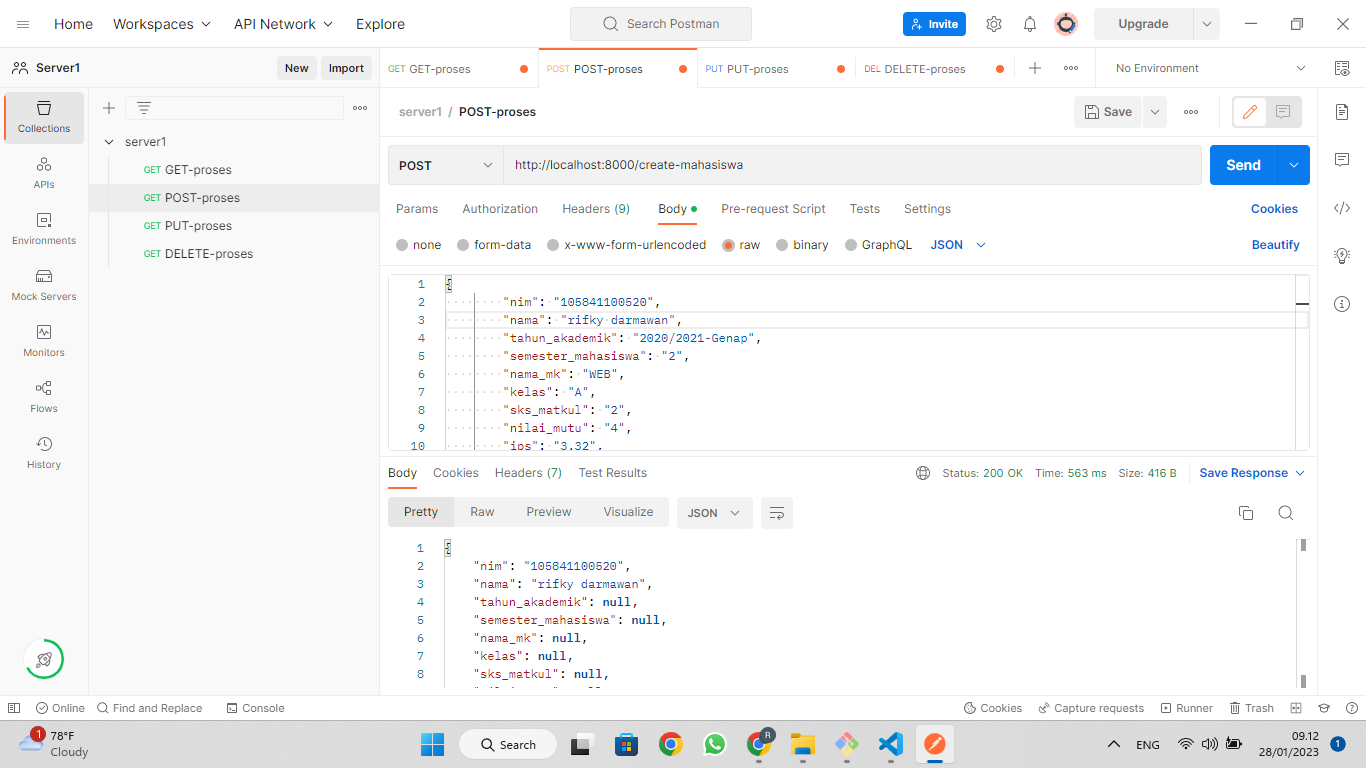 Home Workspaces API Network Explore Search Postman Invite Upgrade
Server1 New Import GET GET-proses POST POST-proses PUT PUT-proses DEL DELETE-proses No Environment
Collections
APIs
Environments
Mock Servers
Monitors
Flows
History
server1
GET GET-proses
GET POST-proses
GET PUT-proses
GET DELETE-proses
server1 / POST-proses Save
POST http://localhost:8000/create-mahasiswa Send
Params Authorization Headers (9) Body Pre-request Script Tests Settings Cookies
none form-data x-www-form-urlencoded raw binary GraphQL JSON Beautify
1 {
2 "nim": "105841100520",
3 "nama": "rifky darmawan",
4 "tahun_akademik": "2020/2021-Genap",
5 "semester_mahasiswa": "2",
6 "nama_mk": "WEB",
7 "kelas": "A",
8 "sks_matkul": "2",
9 "nilai_mutu": "4",
10 "ips": "3.32",
Body Cookies Headers (7) Test Results Status: 200 OK Time: 563 ms Size: 416 B Save Response
Pretty Raw Preview Visualize JSON
1 {
2 "nim": "105841100520",
3 "nama": "rifky darmawan",
4 "tahun_akademik": null,
5 "semester_mahasiswa": null,
6 "nama_mk": null,
7 "kelas": null,
8 "sks_matkul": null,
Online Find and Replace Console Cookies Capture requests Runner Trash
1 78°F
Cloudy
Search
R
ENG
09.12
28/01/2023
1